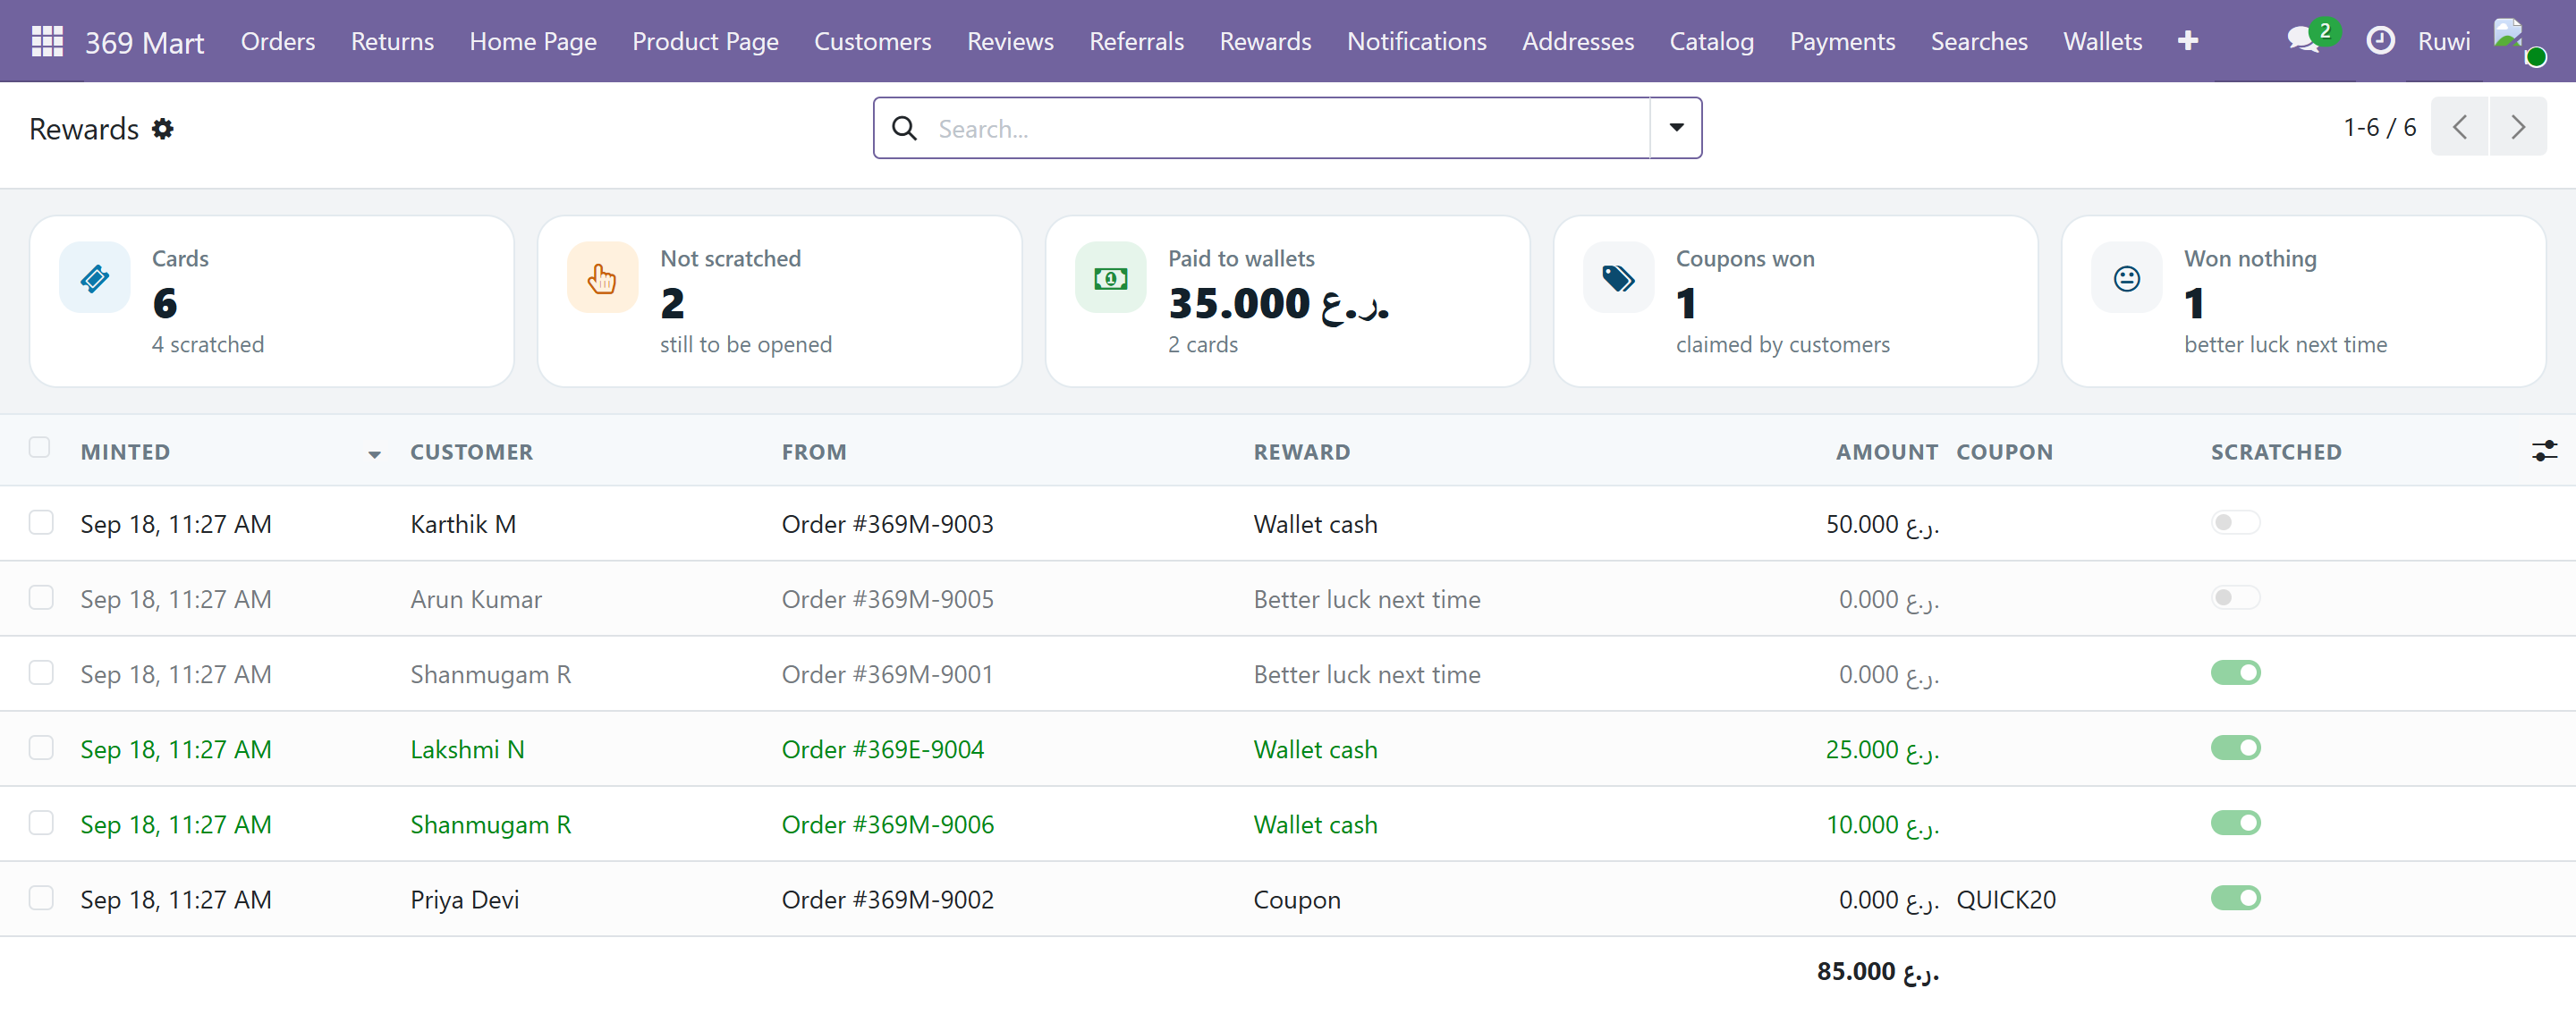 369 Mart Orders Returns Home Page Product Page Customers Reviews Referrals Rewards Notifications Addresses Catalog Payments Searches Wallets 2 Ruwi
Rewards Search... 1-6 / 6
Cards
6
4 scratched
Not scratched
2
still to be opened
Paid to wallets
35.000 ر.ع.
2 cards
Coupons won
1
claimed by customers
Won nothing
1
better luck next time
MINTED CUSTOMER FROM REWARD AMOUNT COUPON SCRATCHED
Sep 18, 11:27 AM Karthik M Order #369M-9003 Wallet cash 50.000 ر.ع.
Sep 18, 11:27 AM Arun Kumar Order #369M-9005 Better luck next time 0.000 ر.ع.
Sep 18, 11:27 AM Shanmugam R Order #369M-9001 Better luck next time 0.000 ر.ع.
Sep 18, 11:27 AM Lakshmi N Order #369E-9004 Wallet cash 25.000 ر.ع.
Sep 18, 11:27 AM Shanmugam R Order #369M-9006 Wallet cash 10.000 ر.ع.
Sep 18, 11:27 AM Priya Devi Order #369M-9002 Coupon 0.000 ر.ع. QUICK20
85.000 ر.ع.